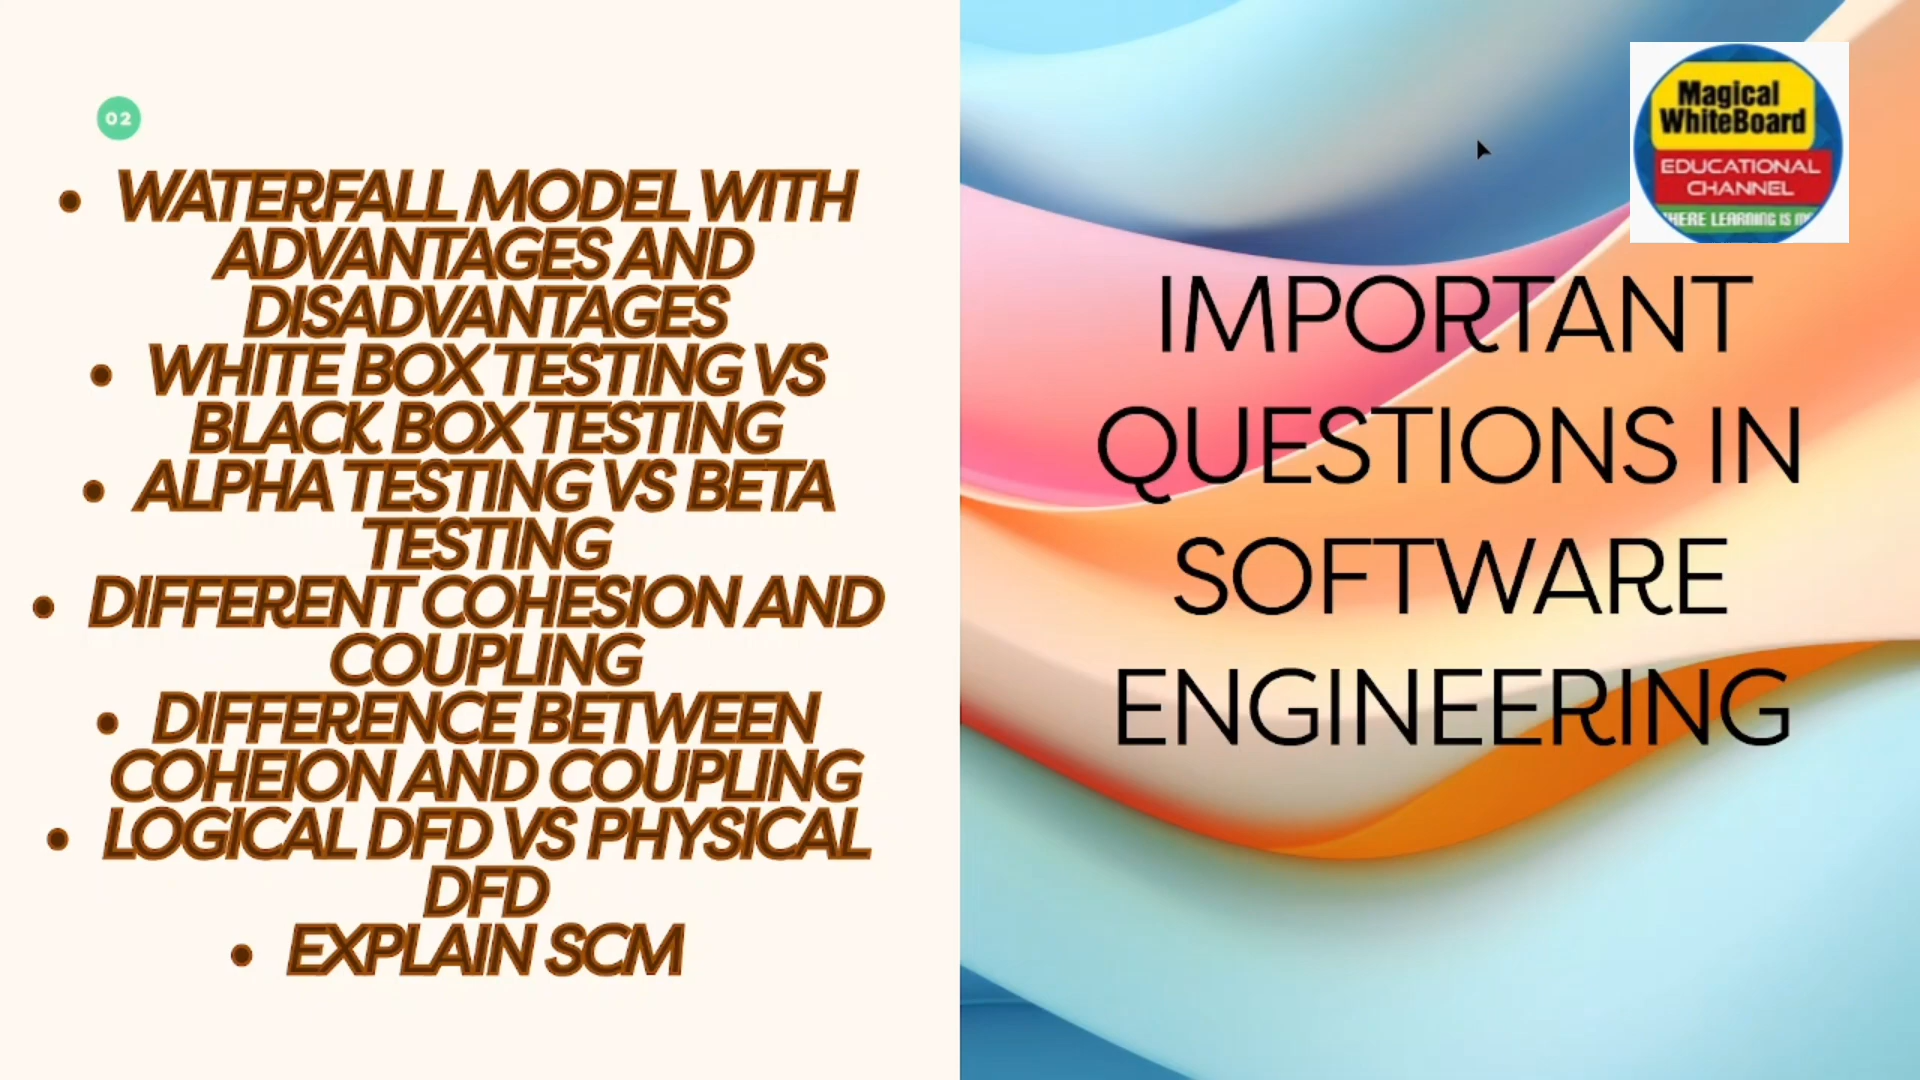 02
• WATERFALL MODEL WITH
ADVANTAGES AND
DISADVANTAGES
• WHITE BOX TESTING VS
BLACK BOX TESTING
• ALPHA TESTING VS BETA
TESTING
• DIFFERENT COHESION AND
COUPLING
• DIFFERENCE BETWEEN
COHEION AND COUPLING
• LOGICAL DFD VS PHYSICAL
DFD
• EXPLAIN SCM
Magical
WhiteBoard
EDUCATIONAL
CHANNEL
LEARNING IS
IMPORTANT
QUESTIONS IN
SOFTWARE
ENGINEERING